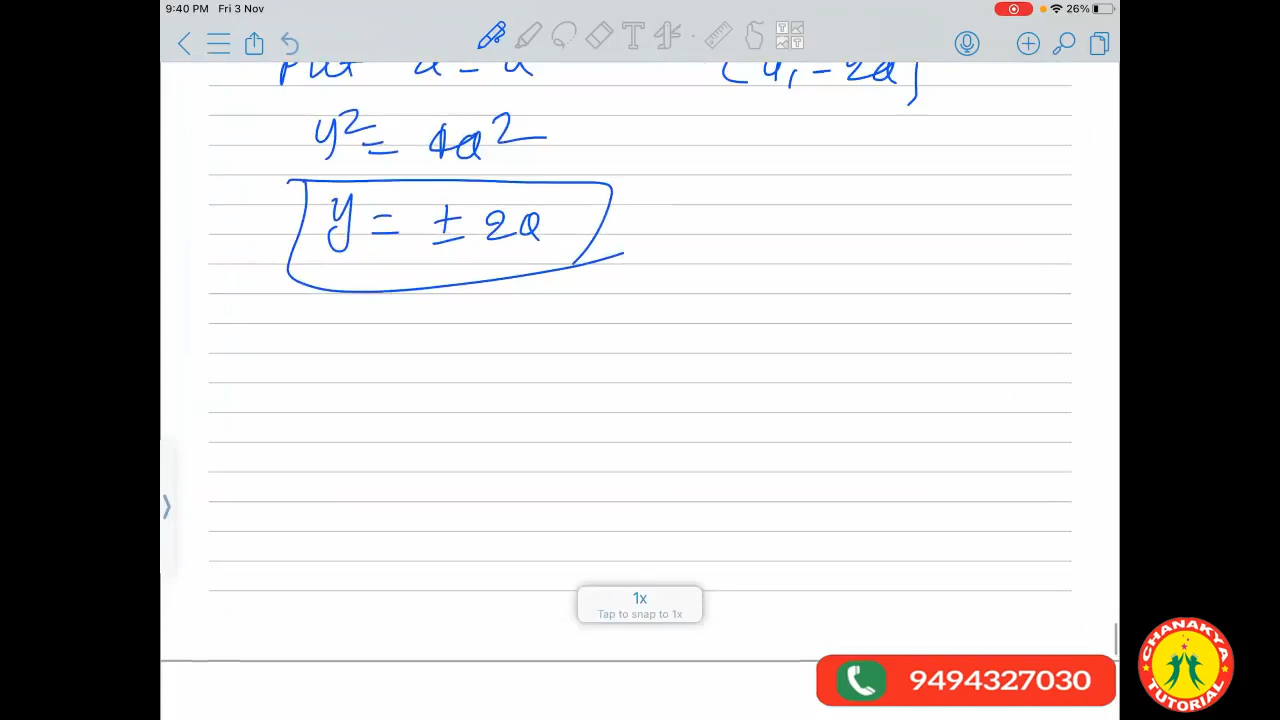 9:40 PM Fri 3 Nov
26%
(a, -2a)
y² = 4a²
y = ± 2a
1x
Tap to snap to 1x
9494327030
CHANAKYA
TUTORIAL